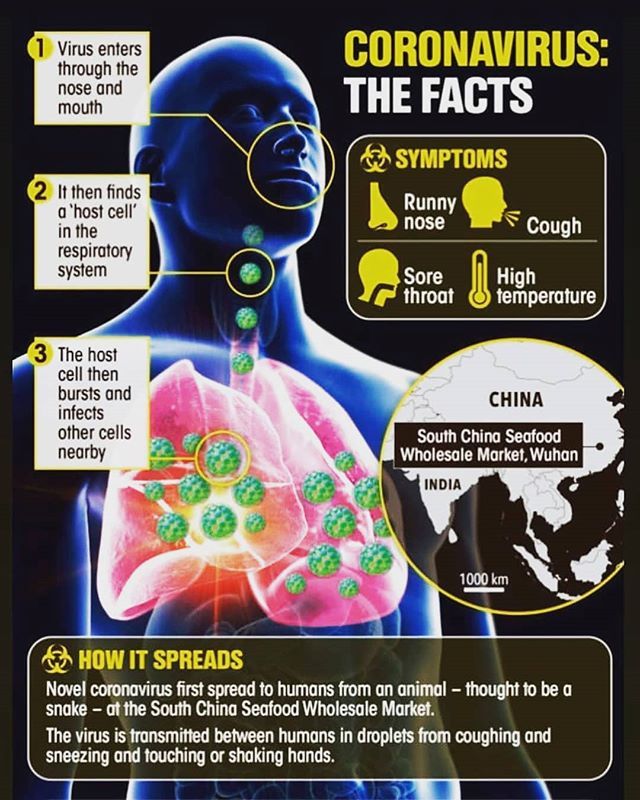 CORONAVIRUS:
THE FACTS
1 Virus enters
through the
nose and
mouth
2 It then finds
a 'host cell'
in the
respiratory
system
3 The host
cell then
bursts and
infects
other cells
nearby
SYMPTOMS
Runny
nose
Cough
Sore
throat
High
temperature
CHINA
South China Seafood
Wholesale Market, Wuhan
INDIA
1000 km
HOW IT SPREADS
Novel coronavirus first spread to humans from an animal – thought to be a
snake – at the South China Seafood Wholesale Market.
The virus is transmitted between humans in droplets from coughing and
sneezing and touching or shaking hands.